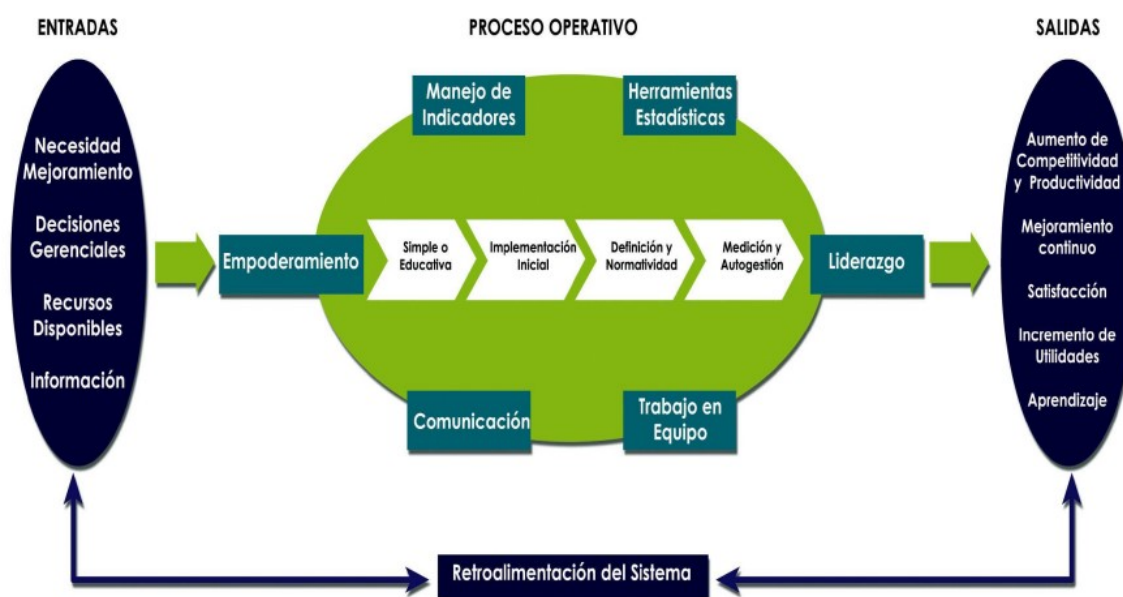 ENTRADAS
PROCESO OPERATIVO
SALIDAS
Necesidad
Mejoramiento
Decisiones
Gerenciales
Recursos
Disponibles
Información
Manejo de
Indicadores
Herramientas
Estadísticas
Empoderamiento
Simple o
Educativa
Implementación
Inicial
Definición y
Normatividad
Medición y
Autogestión
Liderazgo
Comunicación
Trabajo en
Equipo
Aumento de
Competitividad
y Productividad
Mejoramiento
continuo
Satisfacción
Incremento de
Utilidades
Aprendizaje
Retroalimentación del Sistema